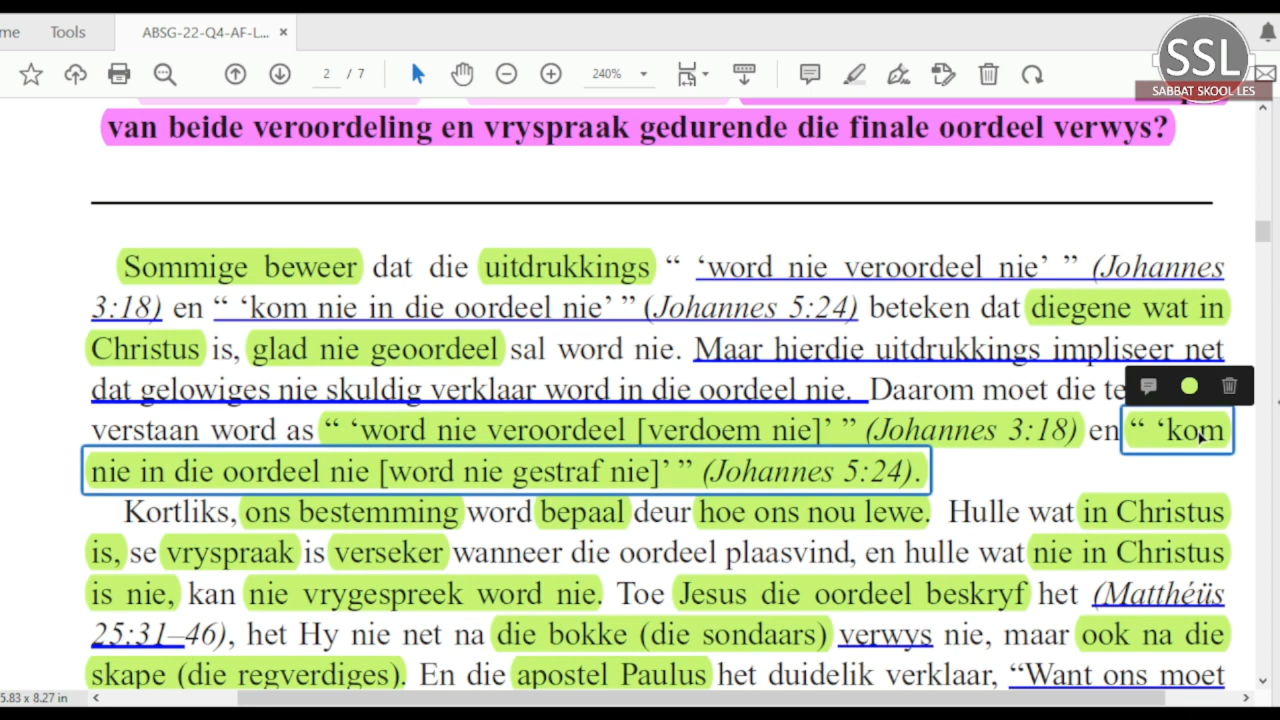 me
Tools
ABSG-22-Q4-AF-L... ×
SSL
SABBAT SKOOL LES
2 / 7
240%
van beide veroordeling en vryspraak gedurende die finale oordeel verwys?
Sommige beweer dat die uitdrukkings “ ‘word nie veroordeel nie’ ” (Johannes
3:18) en “ ‘kom nie in die oordeel nie’ ” (Johannes 5:24) beteken dat diegene wat in
Christus is, glad nie geoordeel sal word nie. Maar hierdie uitdrukkings impliseer net
dat gelowiges nie skuldig verklaar word in die oordeel nie. Daarom moet die te
verstaan word as “ ‘word nie veroordeel [verdoem nie]’ ” (Johannes 3:18) en “ ‘kom
nie in die oordeel nie [word nie gestraf nie]’ ” (Johannes 5:24).
Kortliks, ons bestemming word bepaal deur hoe ons nou lewe. Hulle wat in Christus
is, se vryspraak is verseker wanneer die oordeel plaasvind, en hulle wat nie in Christus
is nie, kan nie vrygespreek word nie. Toe Jesus die oordeel beskryf het (Matthéüs
25:31–46), het Hy nie net na die bokke (die sondaars) verwys nie, maar ook na die
skape (die regverdiges). En die apostel Paulus het duidelik verklaar, “Want ons moet
5.83 x 8.27 in